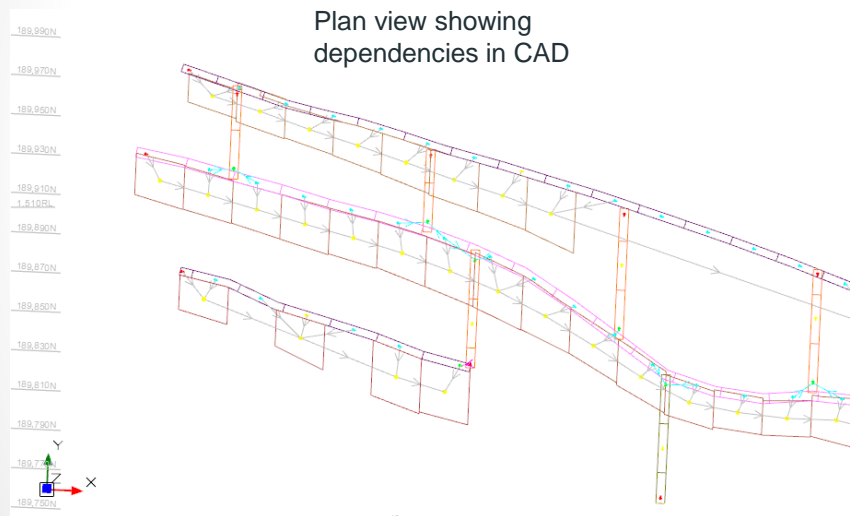 Plan view showing
dependencies in CAD
189,990N
189,970N
189,950N
189,930N
189,910N
1:510RL
189,890N
189,870N
189,850N
189,830N
189,810N
189,790N
Y
Z
X
189,750N